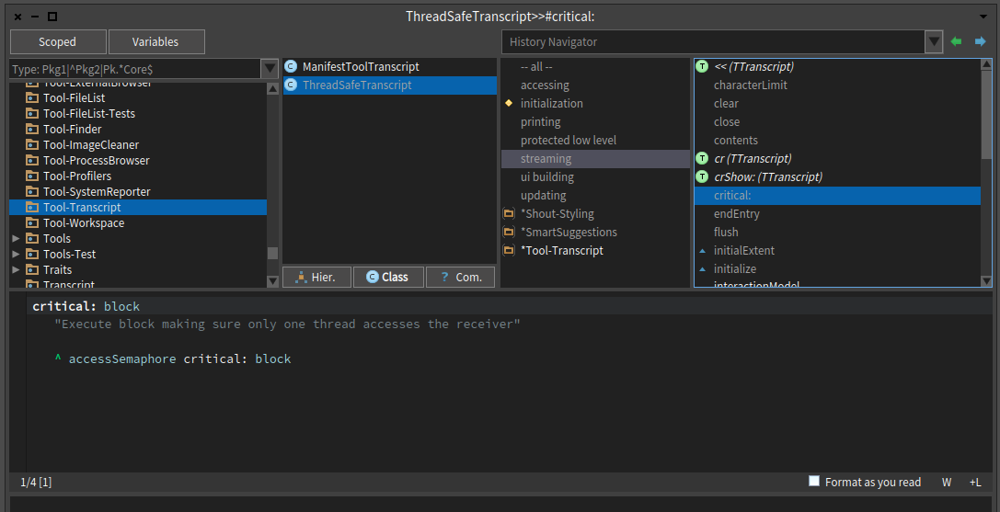 ThreadSafeTranscript>>#critical:
Scoped
Variables
History Navigator
Type: Pkg1|^Pkg2|Pk.*Core$
Tool-ExternalBrowser
Tool-FileList
Tool-FileList-Tests
Tool-Finder
Tool-ImageCleaner
Tool-ProcessBrowser
Tool-Profilers
Tool-SystemReporter
Tool-Transcript
Tool-Workspace
Tools
Tools-Test
Traits
Transcript
C ManifestToolTranscript
C ThreadSafeTranscript
Hier.
C Class
? Com.
-- all --
accessing
initialization
printing
protected low level
streaming
ui building
updating
*Shout-Styling
*SmartSuggestions
*Tool-Transcript
T << (TTranscript)
characterLimit
clear
close
contents
T cr (TTranscript)
T crShow: (TTranscript)
critical:
endEntry
flush
initialExtent
initialize
interactionModel
critical: block
"Execute block making sure only one thread accesses the receiver"
^ accessSemaphore critical: block
1/4 [1]
Format as you read
W
+L